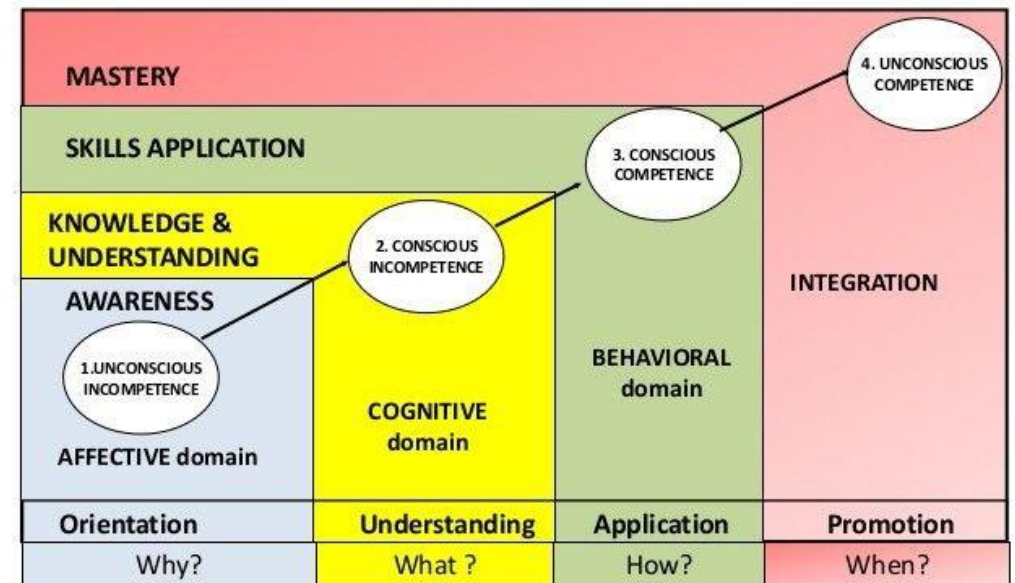 MASTERY
4. UNCONSCIOUS
COMPETENCE
SKILLS APPLICATION
3. CONSCIOUS
COMPETENCE
KNOWLEDGE &
UNDERSTANDING
2. CONSCIOUS
INCOMPETENCE
AWARENESS
1.UNCONSCIOUS
INCOMPETENCE
AFFECTIVE domain
COGNITIVE
domain
BEHAVIORAL
domain
INTEGRATION
Orientation
Understanding
Application
Promotion
Why?
What ?
How?
When?